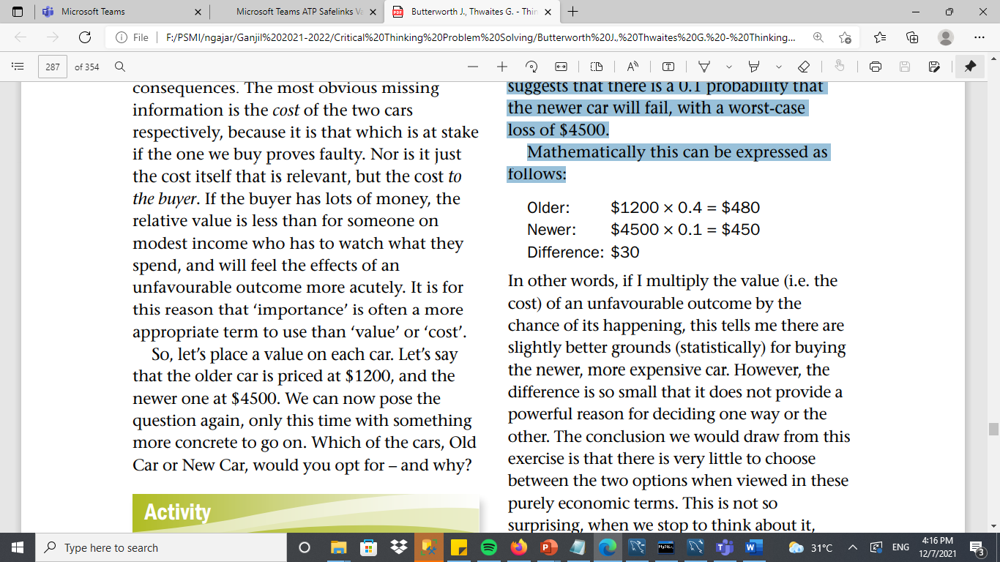 Microsoft Teams
Microsoft Teams ATP Safelinks Va
Butterworth J., Thwaites G. - Thin
File
F:/PSMI/ngajar/Ganjil%202021-2022/Critical%20Thinking%20Problem%20Solving/Butterworth%20J.,%20Thwaites%20G.%20-%20Thinking...
287 of 354
consequences. The most obvious missing
information is the cost of the two cars
respectively, because it is that which is at stake
if the one we buy proves faulty. Nor is it just
the cost itself that is relevant, but the cost to
the buyer. If the buyer has lots of money, the
relative value is less than for someone on
modest income who has to watch what they
spend, and will feel the effects of an
unfavourable outcome more acutely. It is for
this reason that ‘importance’ is often a more
appropriate term to use than ‘value’ or ‘cost’.
So, let’s place a value on each car. Let’s say
that the older car is priced at $1200, and the
newer one at $4500. We can now pose the
question again, only this time with something
more concrete to go on. Which of the cars, Old
Car or New Car, would you opt for – and why?
Activity
suggests that there is a 0.1 probability that
the newer car will fail, with a worst-case
loss of $4500.
Mathematically this can be expressed as
follows:
Older: $1200 × 0.4 = $480
Newer: $4500 × 0.1 = $450
Difference: $30
In other words, if I multiply the value (i.e. the
cost) of an unfavourable outcome by the
chance of its happening, this tells me there are
slightly better grounds (statistically) for buying
the newer, more expensive car. However, the
difference is so small that it does not provide a
powerful reason for deciding one way or the
other. The conclusion we would draw from this
exercise is that there is very little to choose
between the two options when viewed in these
purely economic terms. This is not so
surprising, when we stop to think about it,
Type here to search
31°C
ENG
4:16 PM
12/7/2021
3